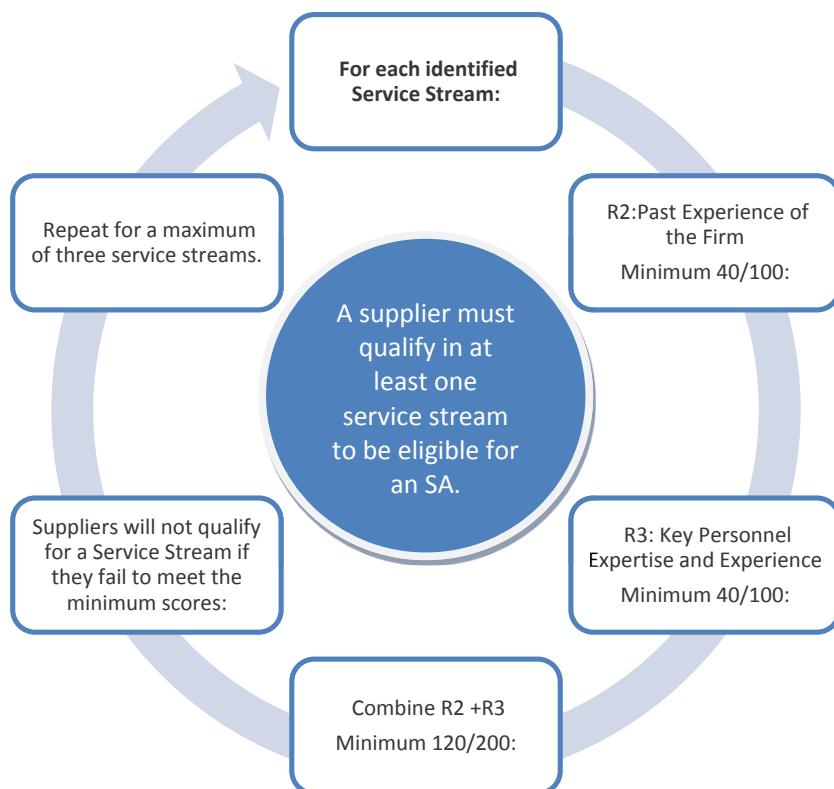 For each identified
Service Stream:
R2:Past Experience of
the Firm
Minimum 40/100:
R3: Key Personnel
Expertise and Experience
Minimum 40/100:
Combine R2 +R3
Minimum 120/200:
Suppliers will not qualify
for a Service Stream if
they fail to meet the
minimum scores:
Repeat for a maximum
of three service streams.
A supplier must
qualify in at
least one
service stream
to be eligible for
an SA.